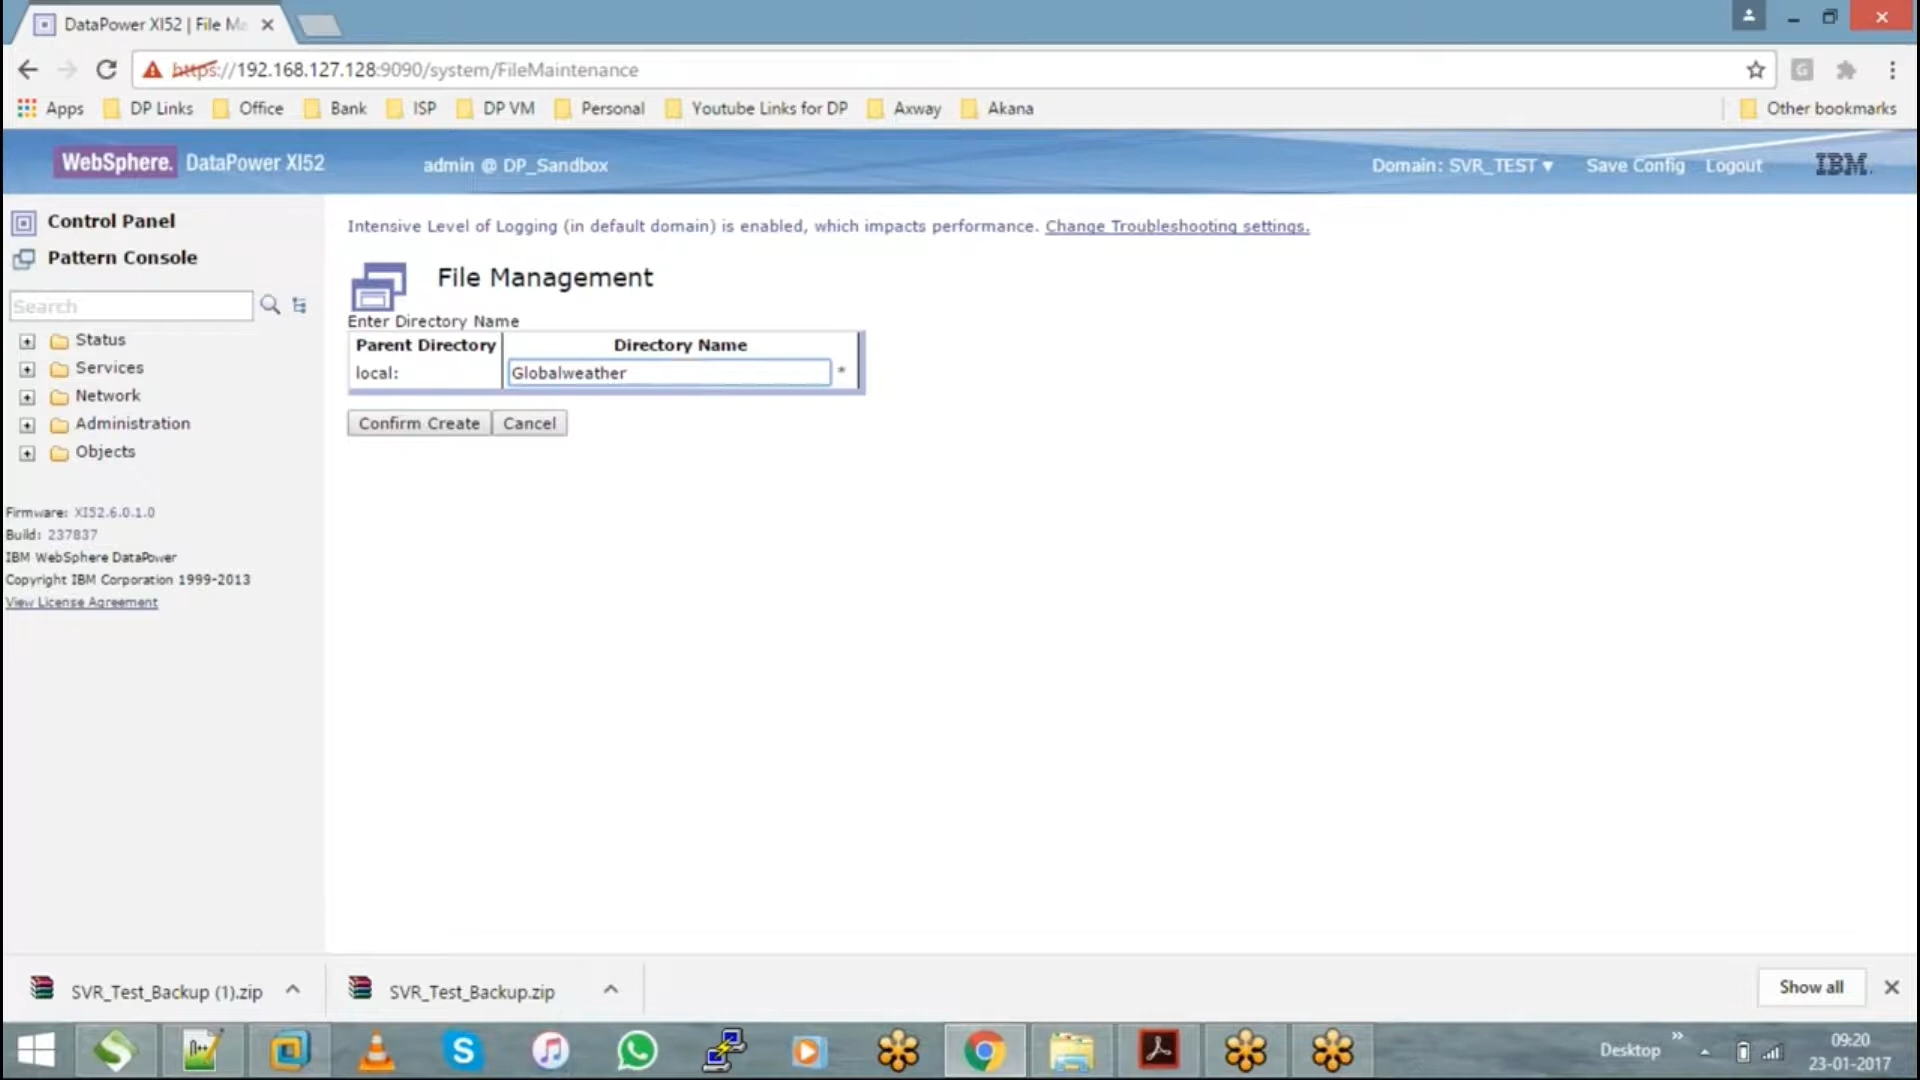 DataPower XI52 | File Ma
https://192.168.127.128:9090/system/FileMaintenance
Apps DP Links Office Bank ISP DP VM Personal Youtube Links for DP Axway Akana Other bookmarks
WebSphere. DataPower XI52 admin @ DP_Sandbox Domain: SVR_TEST ▾ Save Config Logout IBM.
Control Panel
Pattern Console
Search
Status
Services
Network
Administration
Objects
Firmware: XI52.6.0.1.0
Build: 237837
IBM WebSphere DataPower
Copyright IBM Corporation 1999-2013
View License Agreement
Intensive Level of Logging (in default domain) is enabled, which impacts performance. Change Troubleshooting settings.
File Management
Enter Directory Name
Parent Directory Directory Name
local: Globalweather *
Confirm Create Cancel
SVR_Test_Backup (1).zip SVR_Test_Backup.zip Show all
Desktop
09:20
23-01-2017